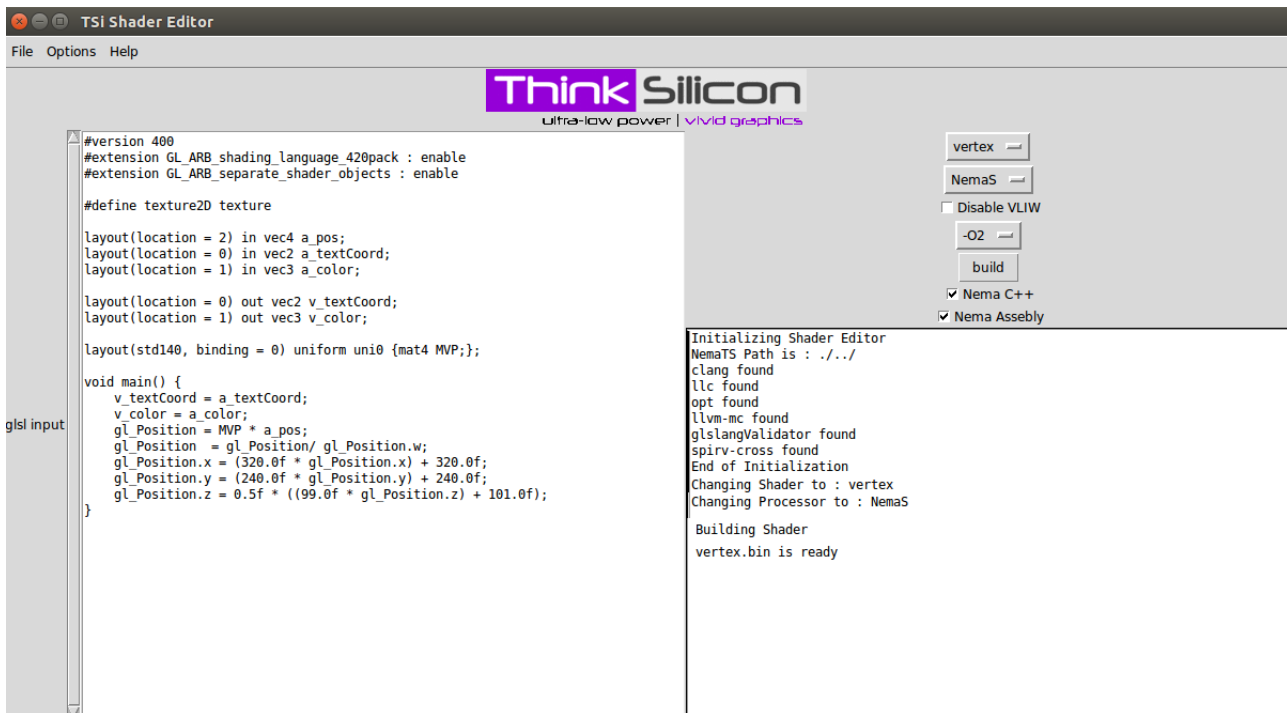 TSi Shader Editor
File Options Help
Think Silicon
ultra-low power | vivid graphics
glsl input
#version 400
#extension GL_ARB_shading_language_420pack : enable
#extension GL_ARB_separate_shader_objects : enable
#define texture2D texture
layout(location = 2) in vec4 a_pos;
layout(location = 0) in vec2 a_textCoord;
layout(location = 1) in vec3 a_color;
layout(location = 0) out vec2 v_textCoord;
layout(location = 1) out vec3 v_color;
layout(std140, binding = 0) uniform uni0 {mat4 MVP;};
void main() {
    v_textCoord = a_textCoord;
    v_color = a_color;
    gl_Position = MVP * a_pos;
    gl_Position  = gl_Position/ gl_Position.w;
    gl_Position.x = (320.0f * gl_Position.x) + 320.0f;
    gl_Position.y = (240.0f * gl_Position.y) + 240.0f;
    gl_Position.z = 0.5f * ((99.0f * gl_Position.z) + 101.0f);
}
vertex
NemaS
Disable VLIW
-O2
build
Nema C++
Nema Assebly
Initializing Shader Editor
NemaTS Path is : ./../
clang found
llc found
opt found
llvm-mc found
glslangValidator found
spirv-cross found
End of Initialization
Changing Shader to : vertex
Changing Processor to : NemaS
Building Shader
vertex.bin is ready